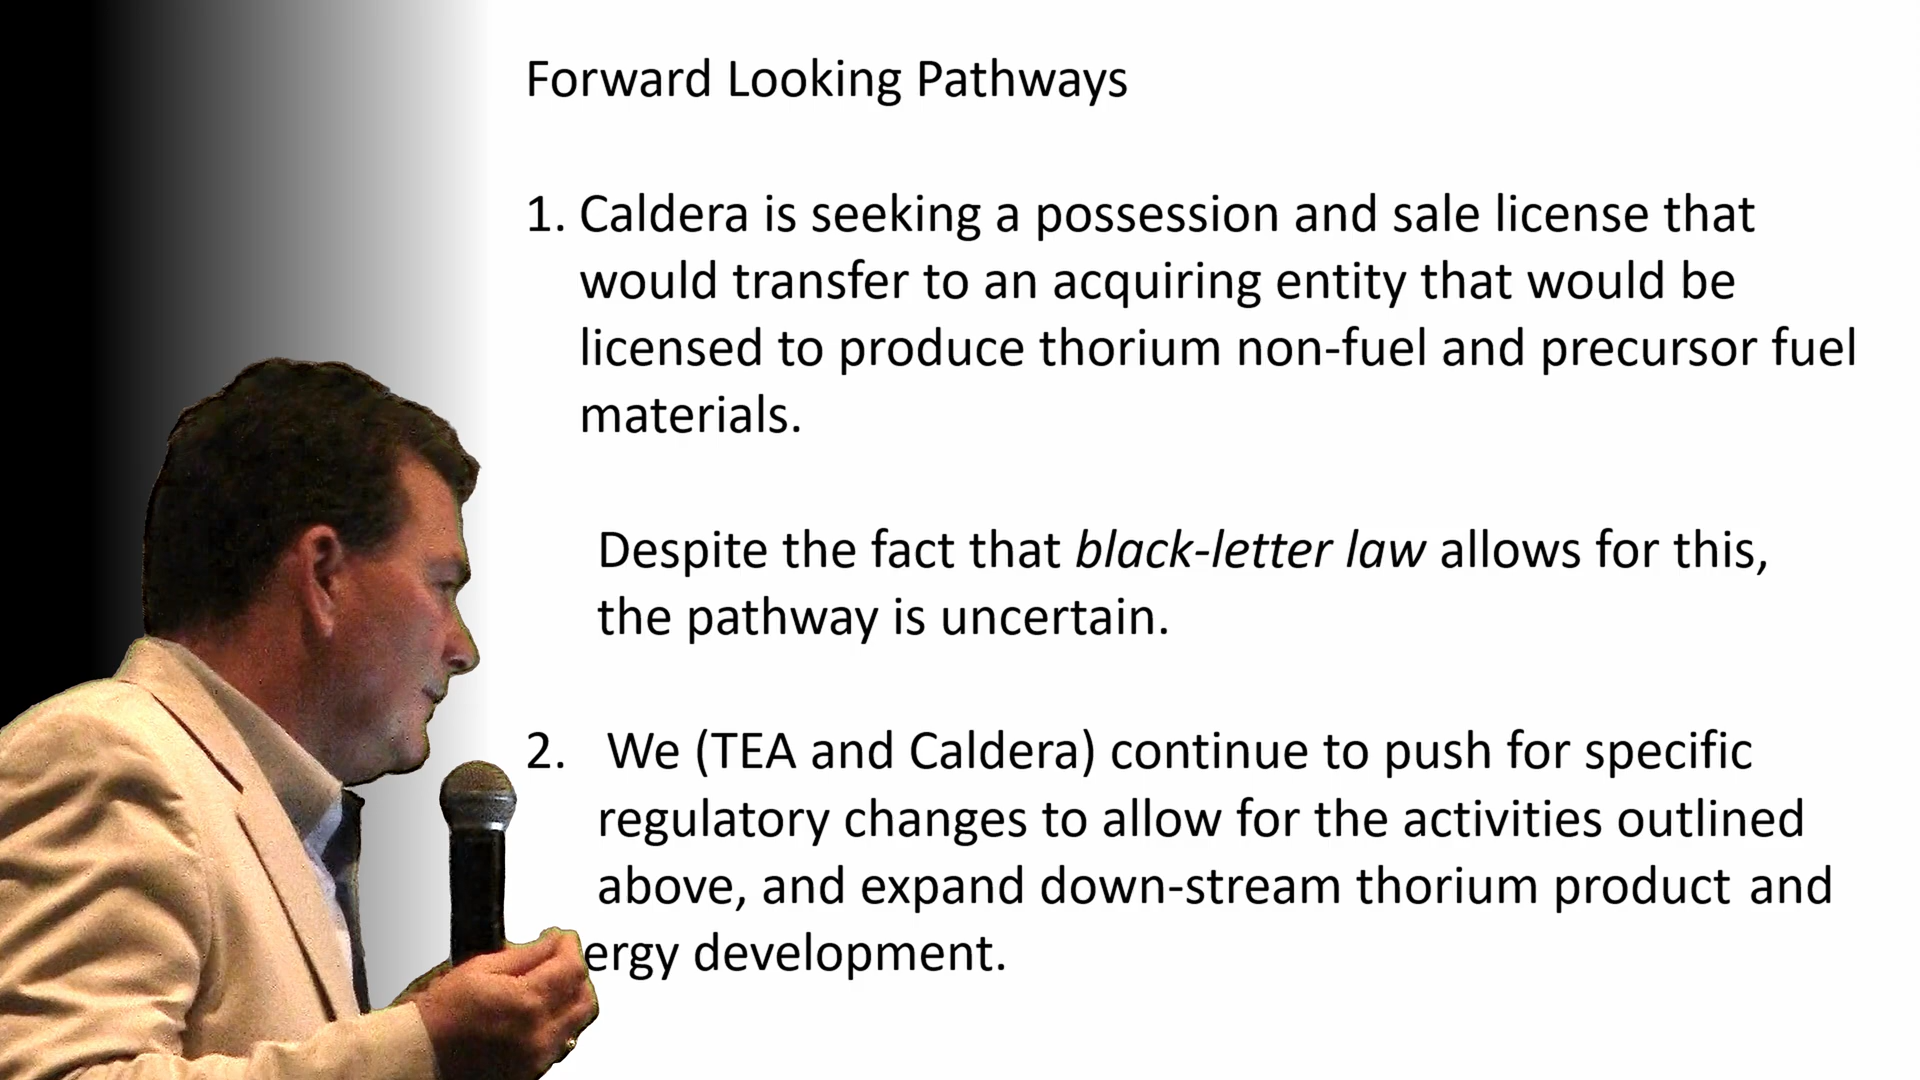 Forward Looking Pathways
1. Caldera is seeking a possession and sale license that
would transfer to an acquiring entity that would be
licensed to produce thorium non-fuel and precursor fuel
materials.
Despite the fact that black-letter law allows for this,
the pathway is uncertain.
2. We (TEA and Caldera) continue to push for specific
regulatory changes to allow for the activities outlined
above, and expand down-stream thorium product and
ergy development.